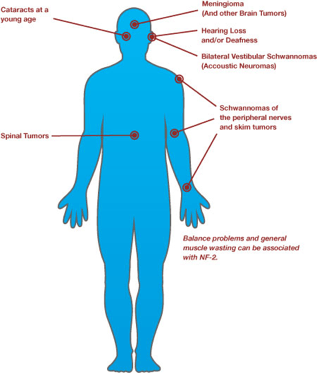 Cataracts at a
young age
Meningioma
(And other Brain Tumors)
Hearing Loss
and/or Deafness
Bilateral Vestibular Schwannomas
(Accoustic Neuromas)
Schwannomas of
the peripheral nerves
and skim tumors
Spinal Tumors
Balance problems and general
muscle wasting can be associated
with NF-2.